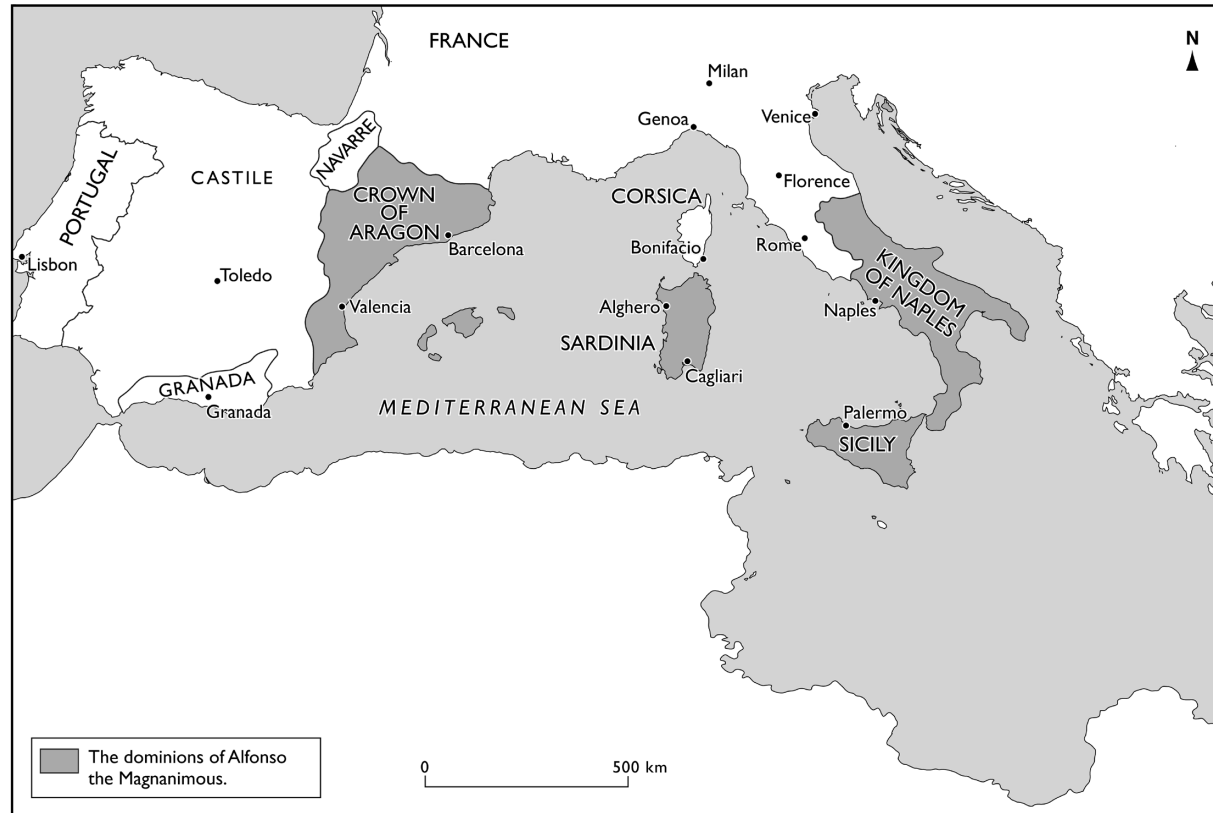 FRANCE
N
Milan
Genoa
Venice
NAVARRE
PORTUGAL
CASTILE
Florence
CROWN
OF
ARAGON
CORSICA
Barcelona
Bonifacio
Rome
Lisbon
Toledo
KINGDOM
OF NAPLES
Valencia
Alghero
Naples
SARDINIA
Cagliari
GRANADA
Granada
MEDITERRANEAN SEA
Palermo
SICILY
The dominions of Alfonso
the Magnanimous.
0 500 km